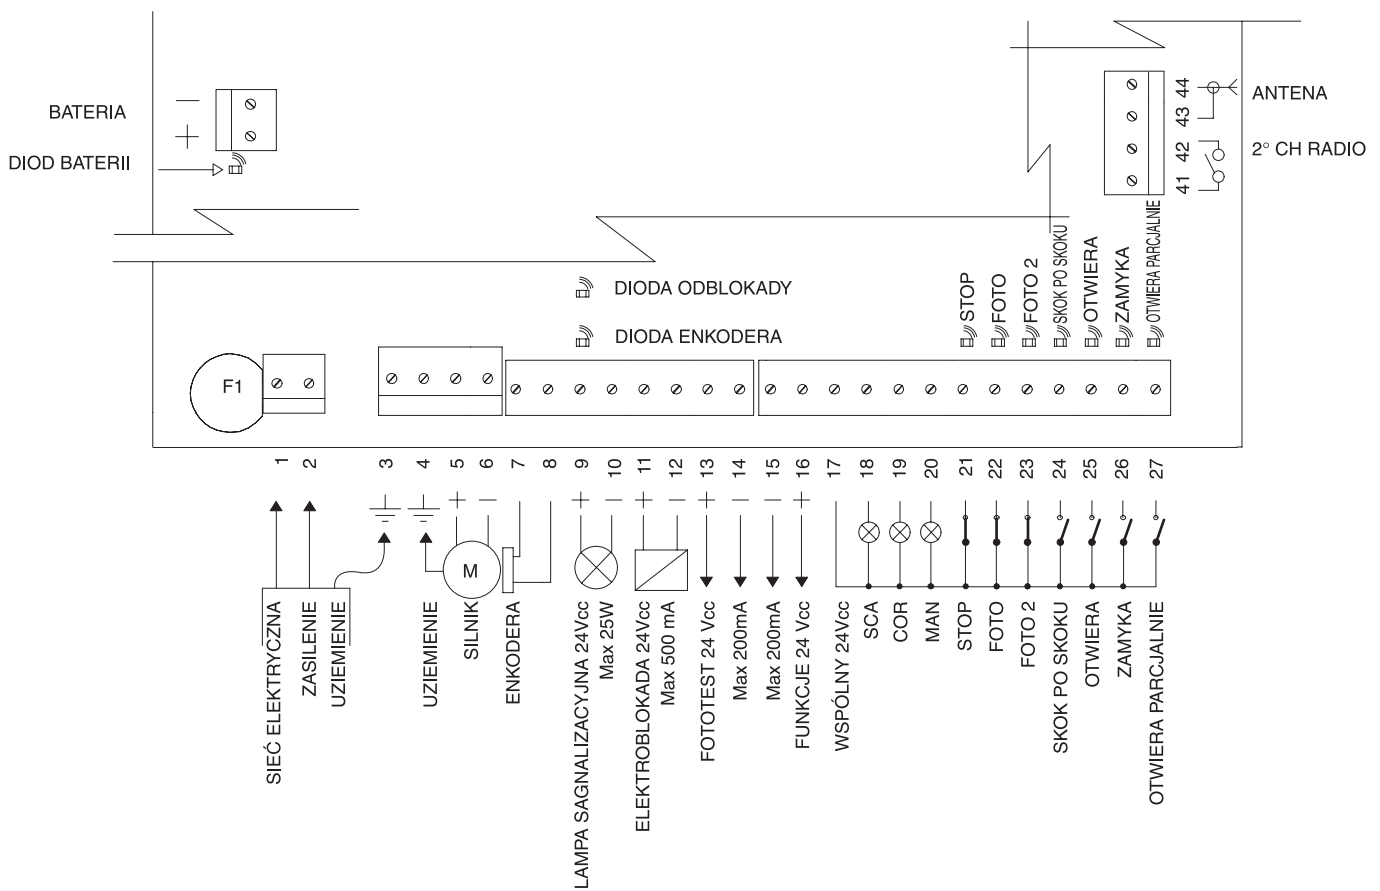 BATERIA
DIOD BATERII
44
43
42
41
ANTENA
2° CH RADIO
DIODA ODBLOKADY
DIODA ENKODERA
STOP
FOTO
FOTO 2
SKOK PO SKOKU
OTWIERA
ZAMYKA
OTWIERA PARCJALNIE
F1
1
2
3
4
5
6
7
8
9
10
11
12
13
14
15
16
17
18
19
20
21
22
23
24
25
26
27
M
SIEĆ ELEKTRYCZNA
ZASILENIE
UZIEMIENIE
UZIEMIENIE
SILNIK
ENKODERA
LAMPA SAGNALIZACYJNA 24Vcc
Max 25W
ELEKTROBLOKADA 24Vcc
Max 500 mA
FOTOTEST 24 Vcc
Max 200mA
Max 200mA
FUNKCJE 24 Vcc
WSPÓLNY 24Vcc
SCA
COR
MAN
STOP
FOTO
FOTO 2
SKOK PO SKOKU
OTWIERA
ZAMYKA
OTWIERA PARCJALNIE